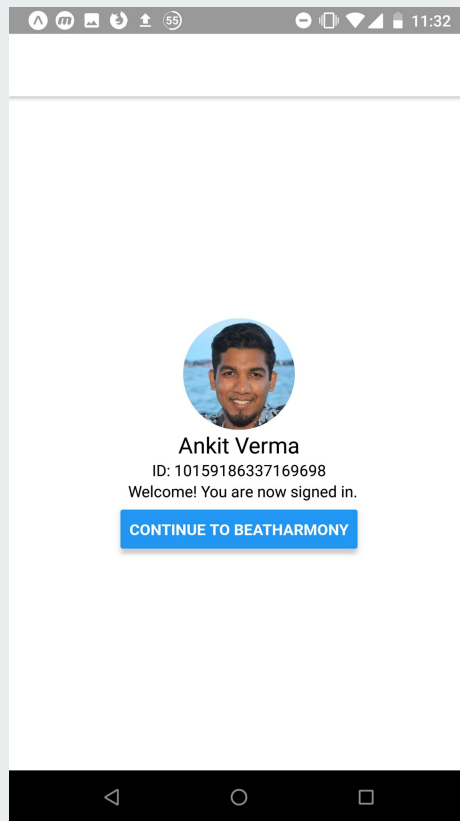 55 11:32
Ankit Verma
ID: 10159186337169698
Welcome! You are now signed in.
CONTINUE TO BEATHARMONY